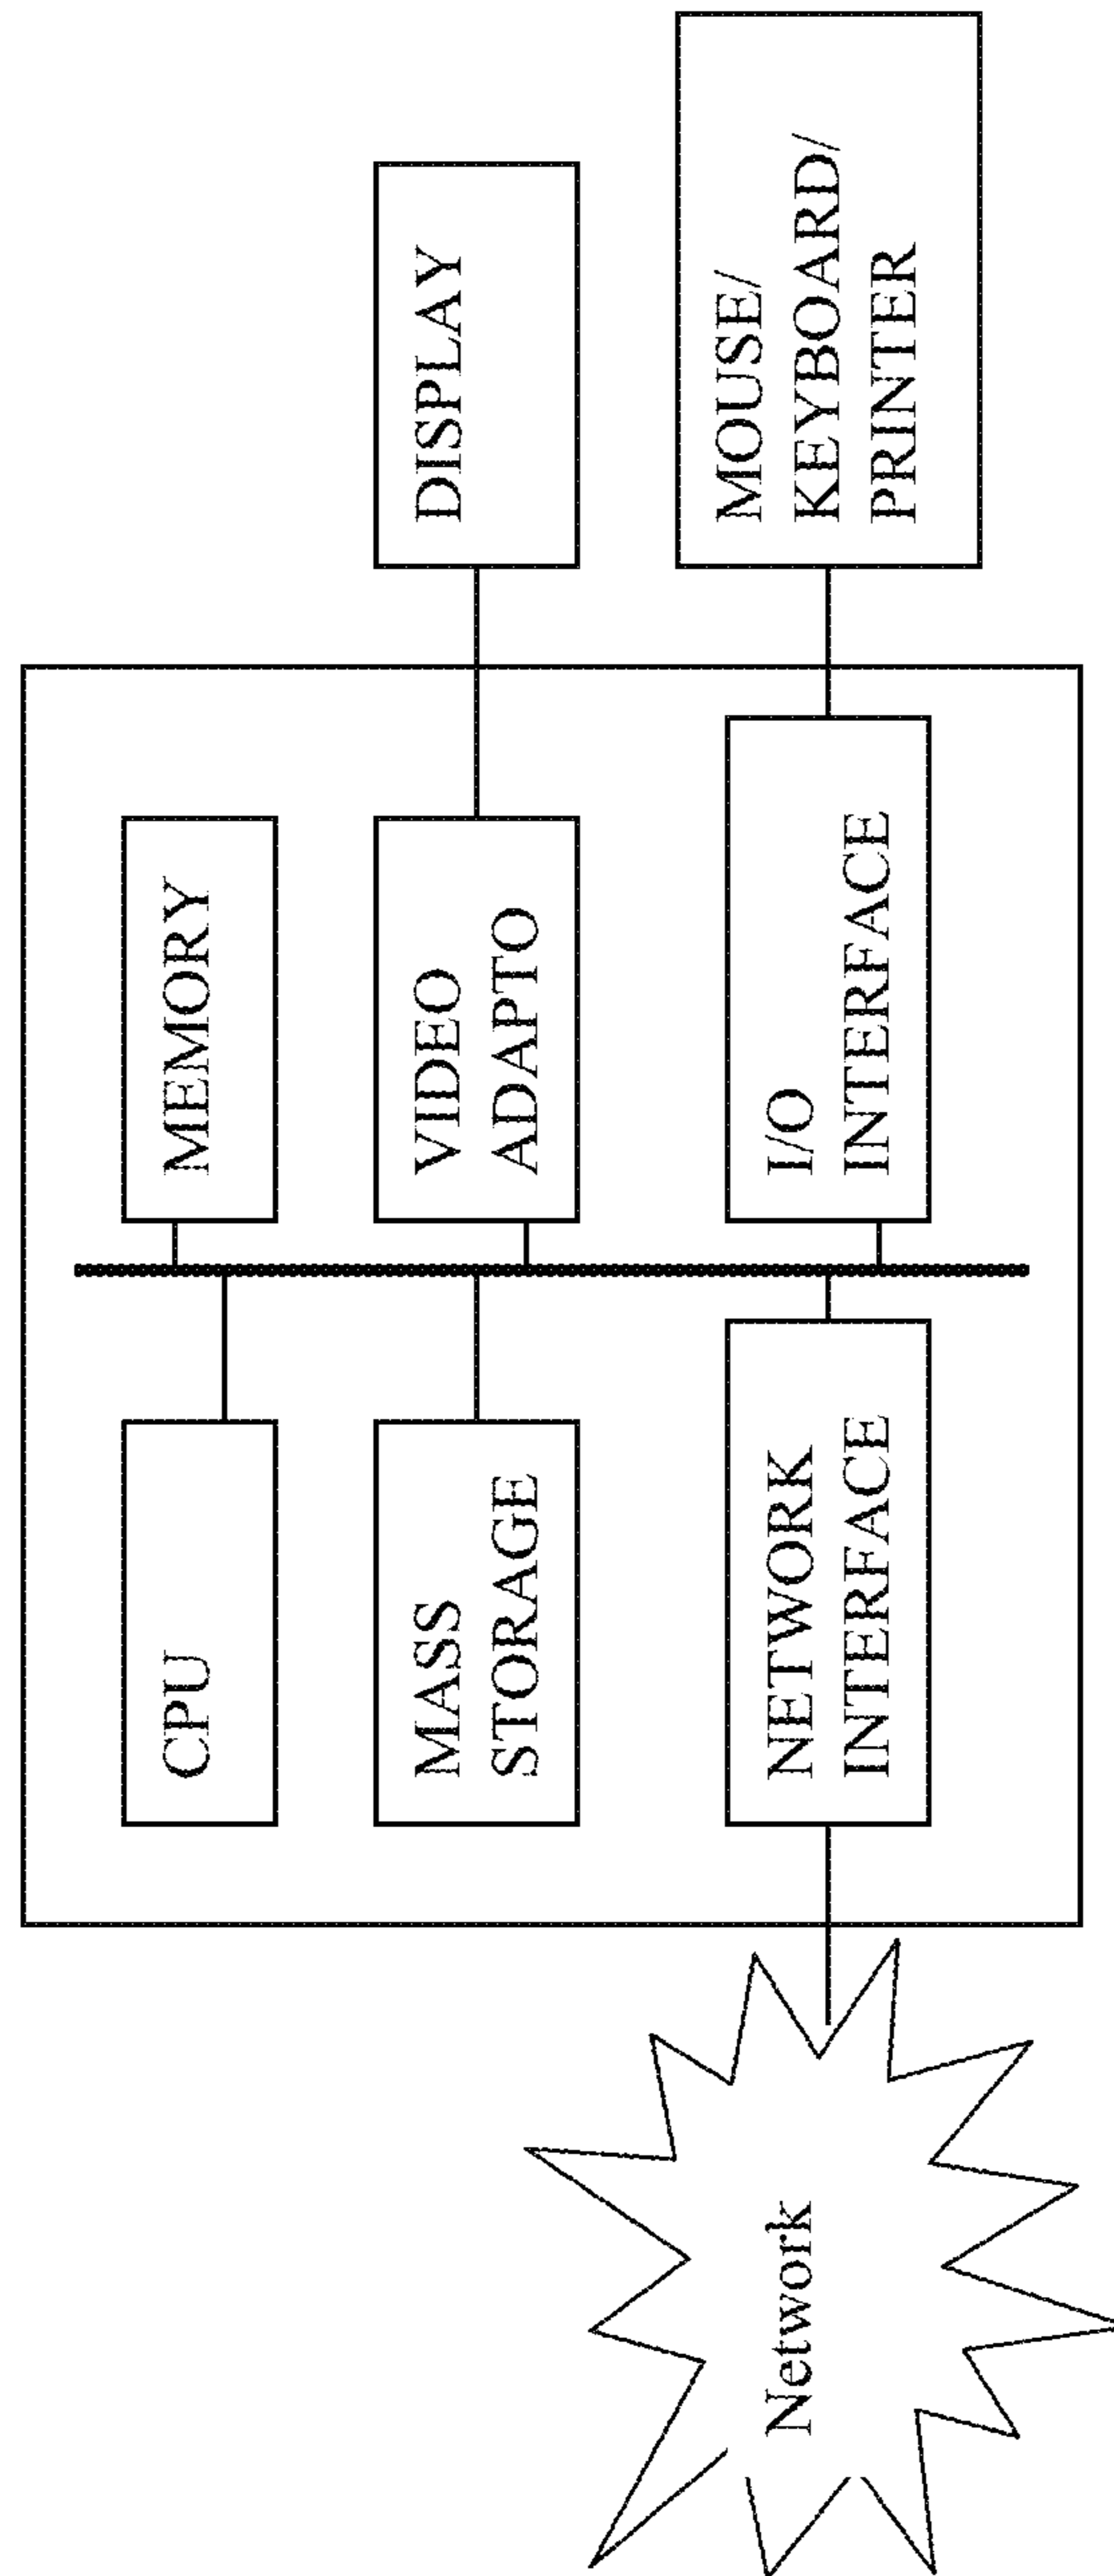 CPU
MEMORY
MASS
STORAGE
VIDEO
ADAPTO
DISPLAY
Network
NETWORK
INTERFACE
I/O
INTERFACE
MOUSE/
KEYBOARD/
PRINTER